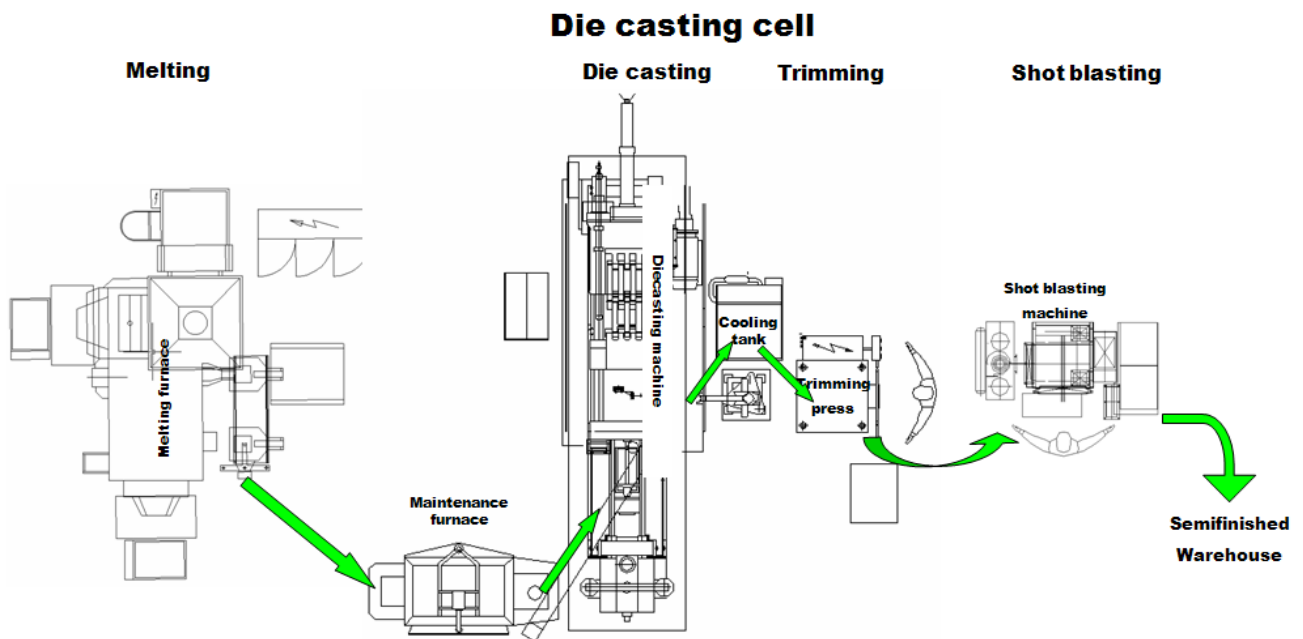 Die casting cell
Melting
Die casting
Trimming
Shot blasting
Melting furnace
Maintenance
furnace
Diecasting machine
Cooling
tank
Trimming
press
Shot blasting
machine
Semifinished
Warehouse